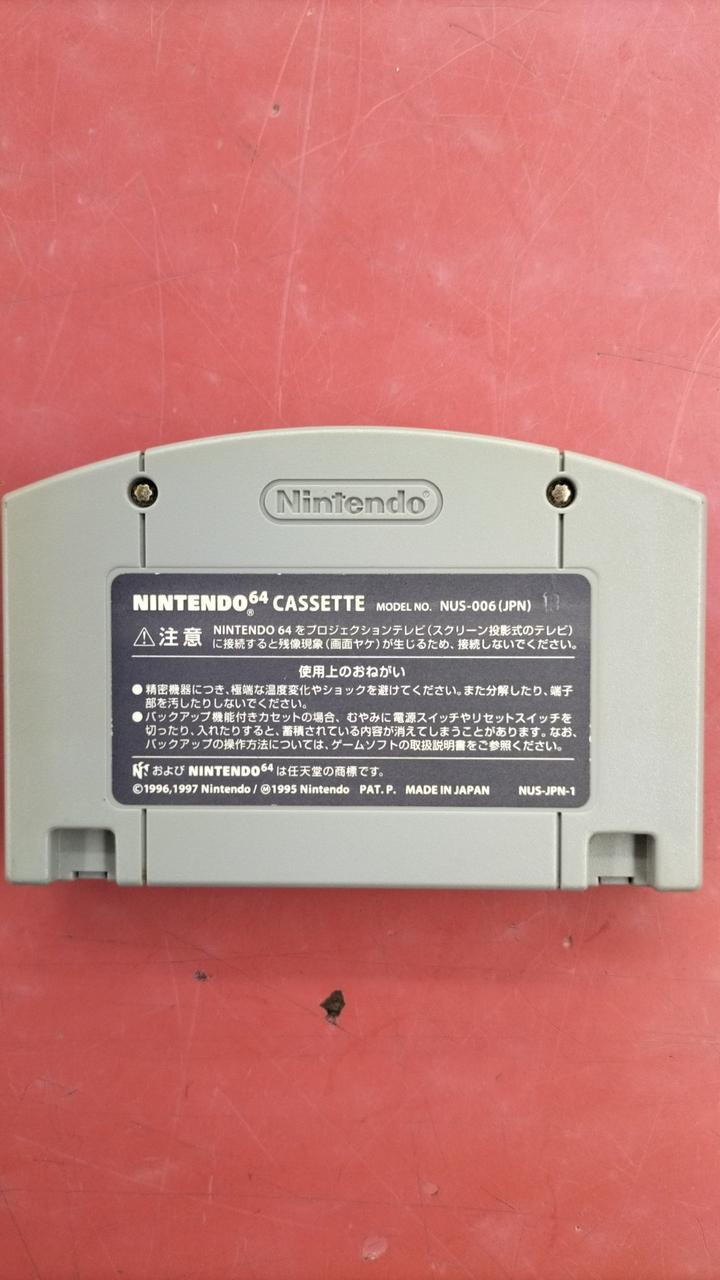 Nintendo®
NINTENDO64® CASSETTE MODEL NO. NUS-006(JPN) 13
⚠注意 NINTENDO 64 をプロジェクションテレビ(スクリーン投影式のテレビ)
に接続すると残像現象(画面ヤケ)が生じるため、接続しないでください。
使用上のおねがい
●精密機器につき、極端な温度変化やショックを避けてください。また分解したり、端子
部を汚したりしないでください。
●バックアップ機能付きカセットの場合、むやみに電源スイッチやリセットスイッチを
切ったり、入れたりすると、蓄積されている内容が消えてしまうことがあります。なお、
バックアップの操作方法については、ゲームソフトの取扱説明書をご参照ください。
および NINTENDO64 は任天堂の商標です。
©1996,1997 Nintendo / Ⓜ1995 Nintendo PAT. P. MADE IN JAPAN NUS-JPN-1